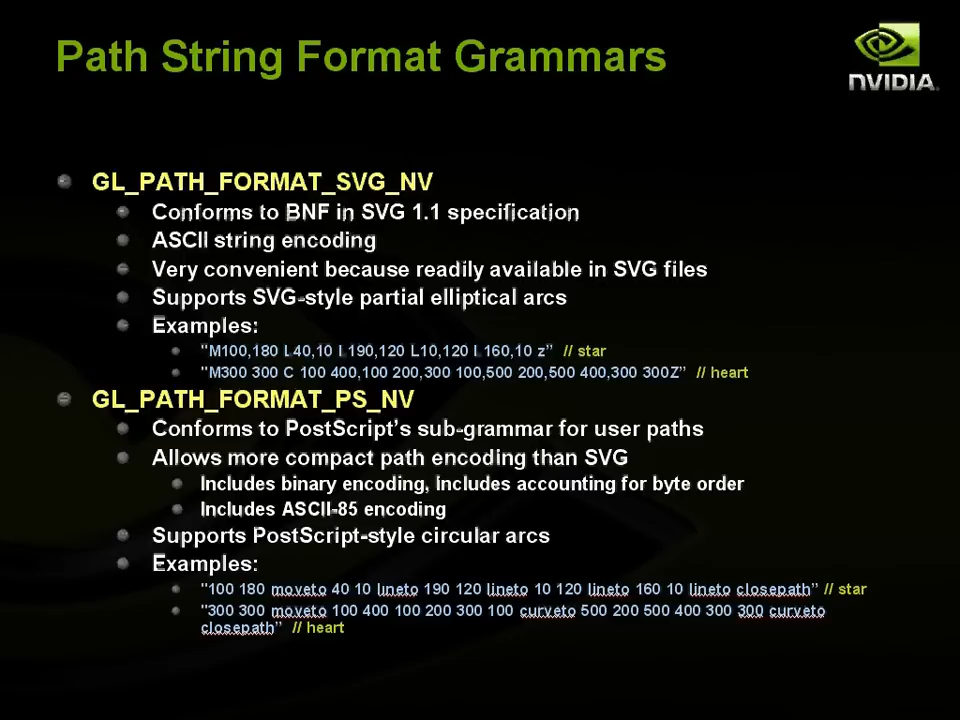 Path String Format Grammars
NVIDIA.
GL_PATH_FORMAT_SVG_NV
Conforms to BNF in SVG 1.1 specification
ASCII string encoding
Very convenient because readily available in SVG files
Supports SVG-style partial elliptical arcs
Examples:
"M100,180 L40,10 L190,120 L10,120 L160,10 z” // star
"M300 300 C 100 400,100 200,300 100,500 200,500 400,300 300Z” // heart
GL_PATH_FORMAT_PS_NV
Conforms to PostScript’s sub-grammar for user paths
Allows more compact path encoding than SVG
Includes binary encoding, includes accounting for byte order
Includes ASCII-85 encoding
Supports PostScript-style circular arcs
Examples:
"100 180 moveto 40 10 lineto 190 120 lineto 10 120 lineto 160 10 lineto closepath” // star
"300 300 moveto 100 400 100 200 300 100 curveto 500 200 500 400 300 300 curveto
closepath” // heart